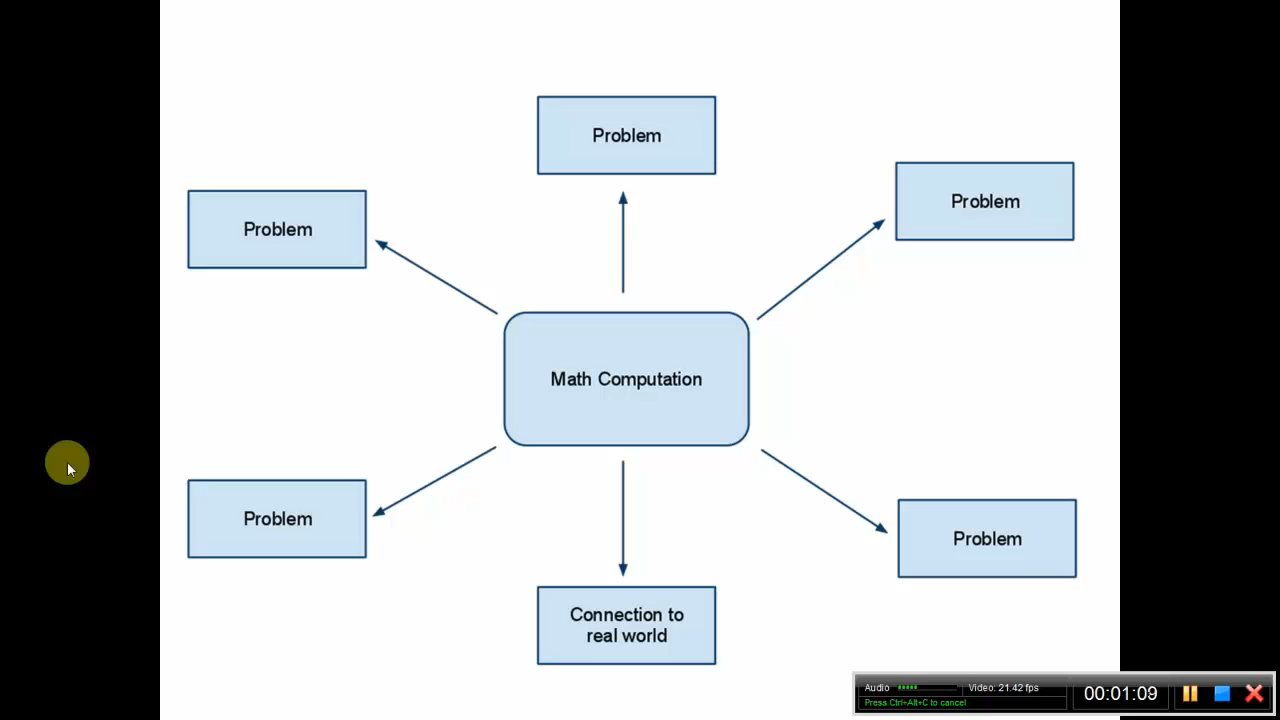 Problem
Problem
Problem
Math Computation
Problem
Problem
Connection to
real world
Audio
Video: 21.42 fps
Press Ctrl+Alt+C to cancel
00:01:09